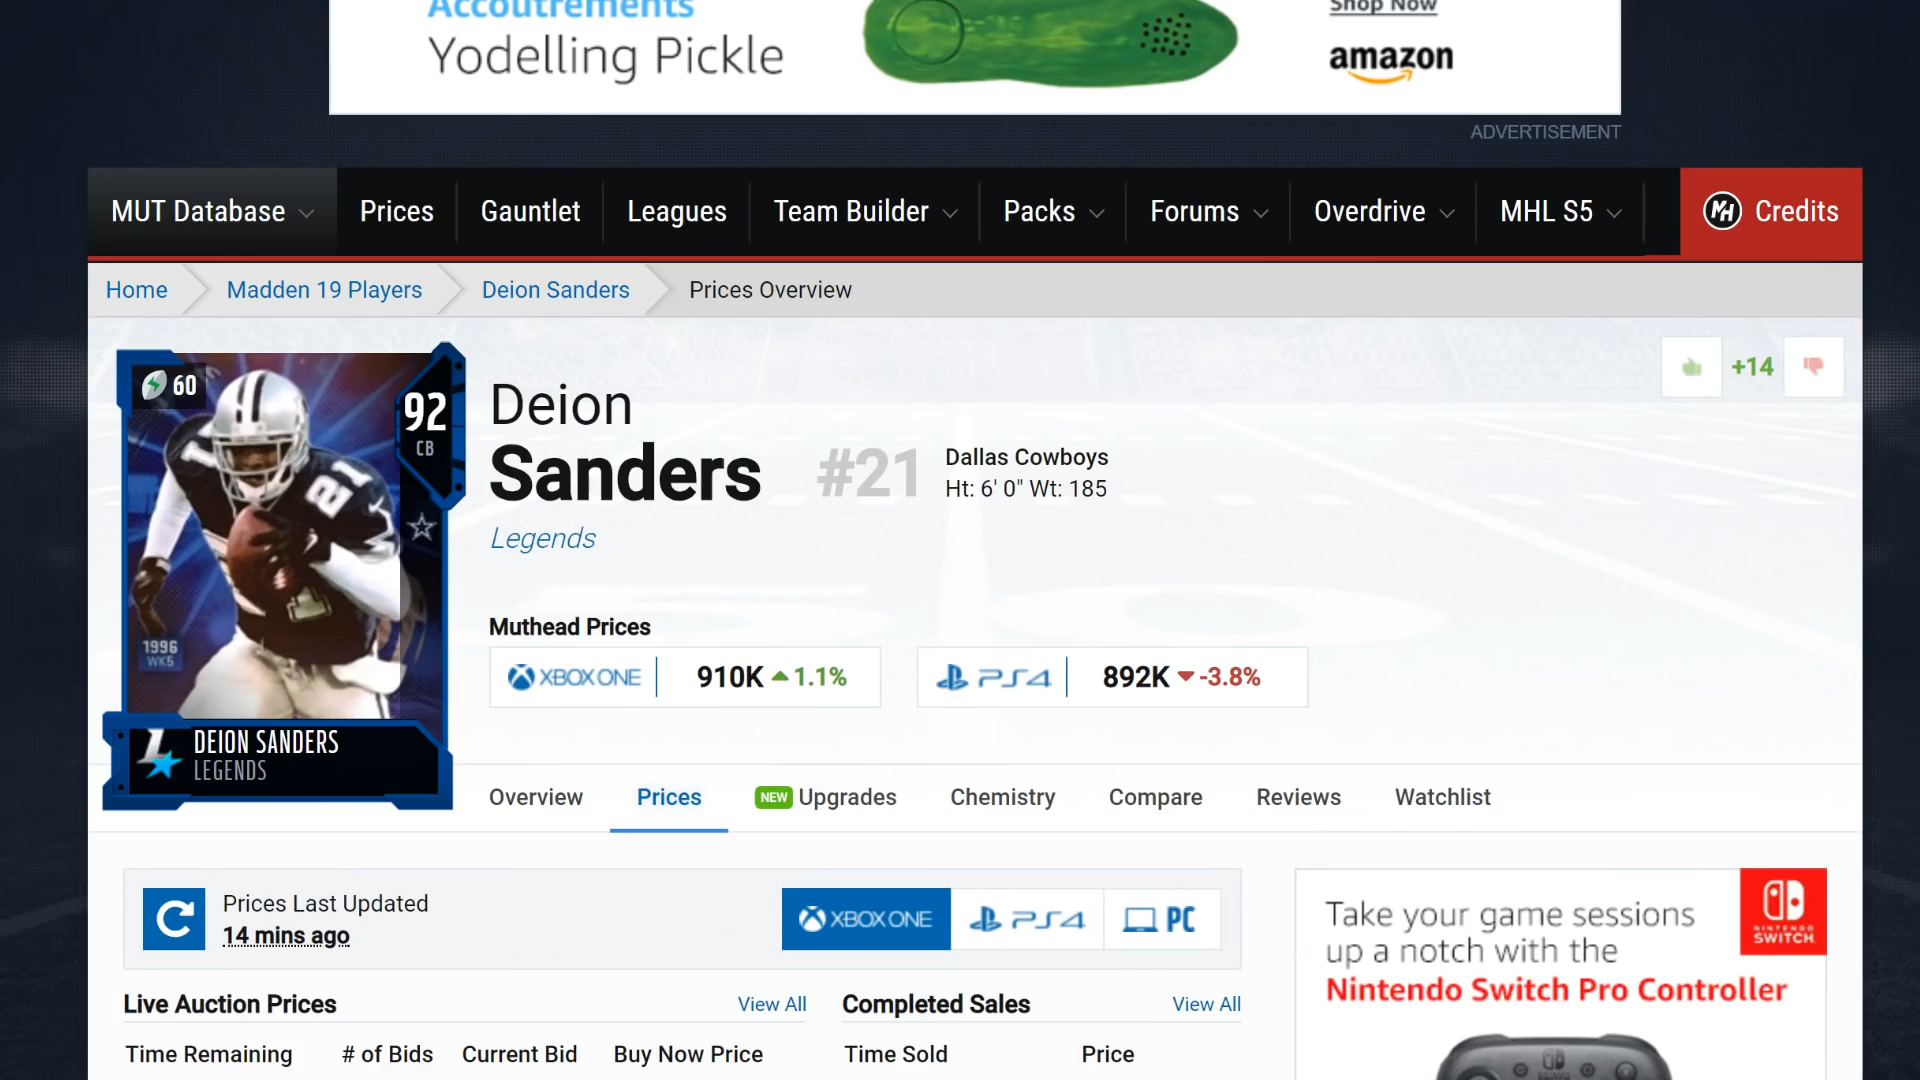 Accoutrements
Yodelling Pickle
Shop Now
amazon
ADVERTISEMENT
MUT Database
Prices
Gauntlet
Leagues
Team Builder
Packs
Forums
Overdrive
MHL S5
MH Credits
Home
Madden 19 Players
Deion Sanders
Prices Overview
60
92
CB
21
1996
WK5
DEION SANDERS
LEGENDS
Deion
Sanders
#21
Dallas Cowboys
Ht: 6' 0" Wt: 185
Legends
+14
Muthead Prices
XBOX ONE 910K 1.1%
PS4 892K -3.8%
Overview
Prices
NEW Upgrades
Chemistry
Compare
Reviews
Watchlist
Prices Last Updated
14 mins ago
XBOX ONE
PS4
PC
Live Auction Prices
View All
Time Remaining
# of Bids
Current Bid
Buy Now Price
Completed Sales
View All
Time Sold
Price
Take your game sessions
up a notch with the
Nintendo Switch Pro Controller
NINTENDO
SWITCH